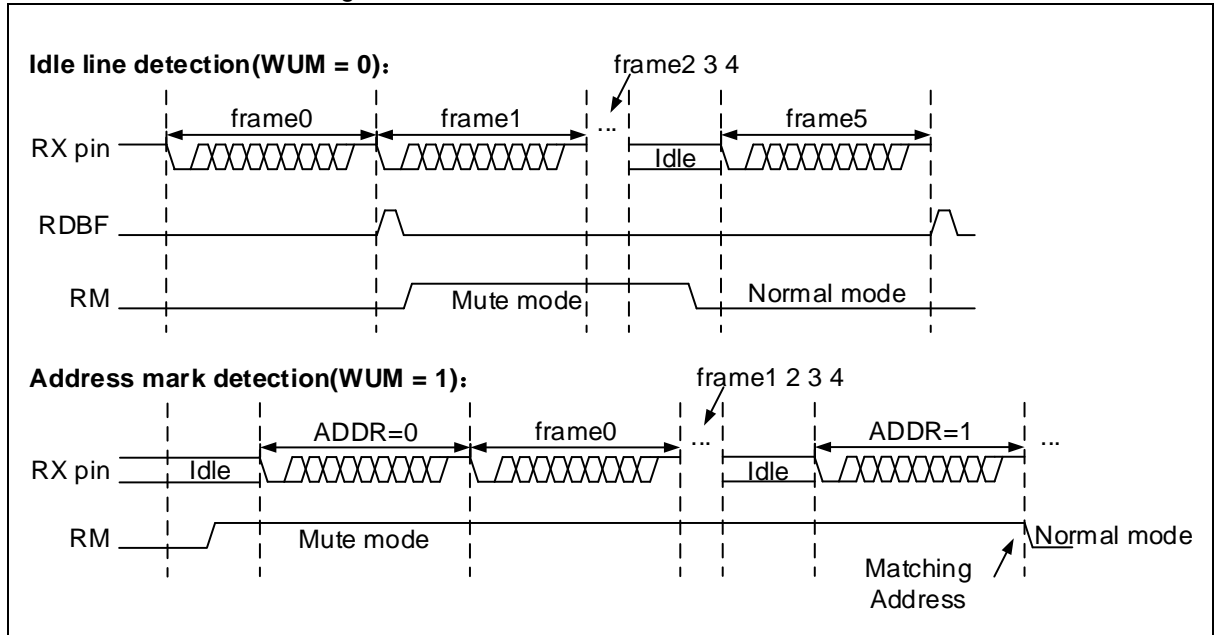 Idle line detection(WUM = 0)：
frame2 3 4
frame0 frame1 ... frame5
RX pin Idle
RDBF
RM Mute mode Normal mode
Address mark detection(WUM = 1)：
frame1 2 3 4
ADDR=0 frame0 ... ADDR=1 ...
RX pin Idle Idle
RM Mute mode Normal mode
Matching
Address